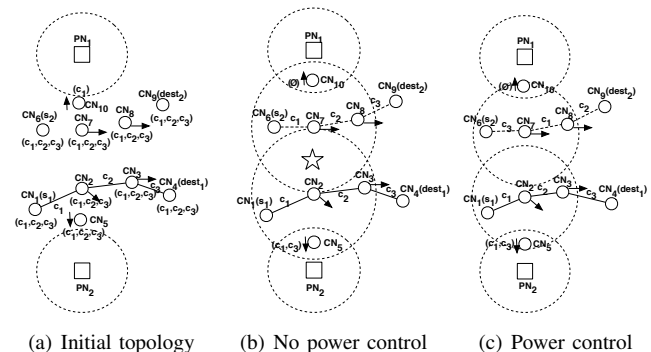 PN1
(c1)
CN10
CN6(s2)
CN7
CN8
CN9(dest2)
(c1,c2,c3)
(c1,c2,c3)
(c1,c2,c3)
(c1,c2,c3)
CN2
CN3
c2
c3
CN4(dest1)
CN1(s1)
c1
(c1,c2,c3)
(c1,c2,c3)
(c1,c2,c3)
(c1,c2,c3)
CN5
(c1,c2,c3)
PN2
(a) Initial topology
PN1
(Ø)
CN10
CN9(dest2)
CN6(s2)
CN7
CN8
c1
c2
c3
CN2
CN3
c2
c3
CN4(dest1)
CN1(s1)
c1
(c1,c3)
CN5
PN2
(b) No power control
PN1
(Ø)
CN10
CN9(dest2)
CN6(s2)
c3
CN7
c1
CN8
c2
CN2
c2
CN3
c3
CN4(dest1)
CN1(s1)
c1
(c1,c3)
CN5
PN2
(c) Power control